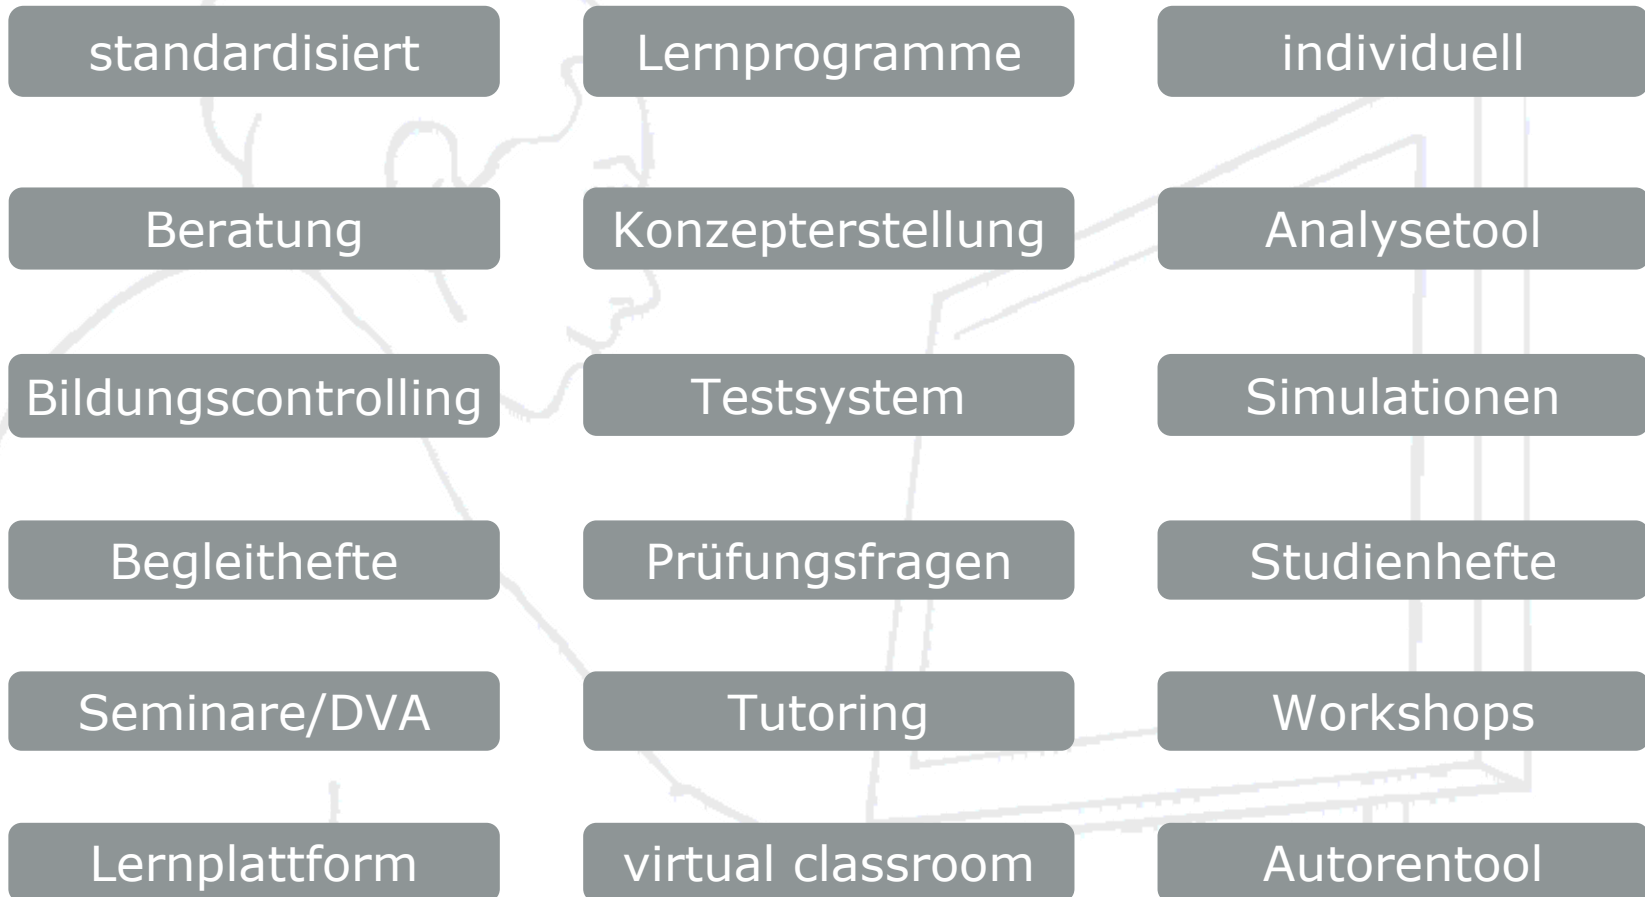 standardisiert
Lernprogramme
individuell
Beratung
Konzepterstellung
Analysetool
Bildungscontrolling
Testsystem
Simulationen
Begleithefte
Prüfungsfragen
Studienhefte
Seminare/DVA
Tutoring
Workshops
Lernplattform
virtual classroom
Autorentool